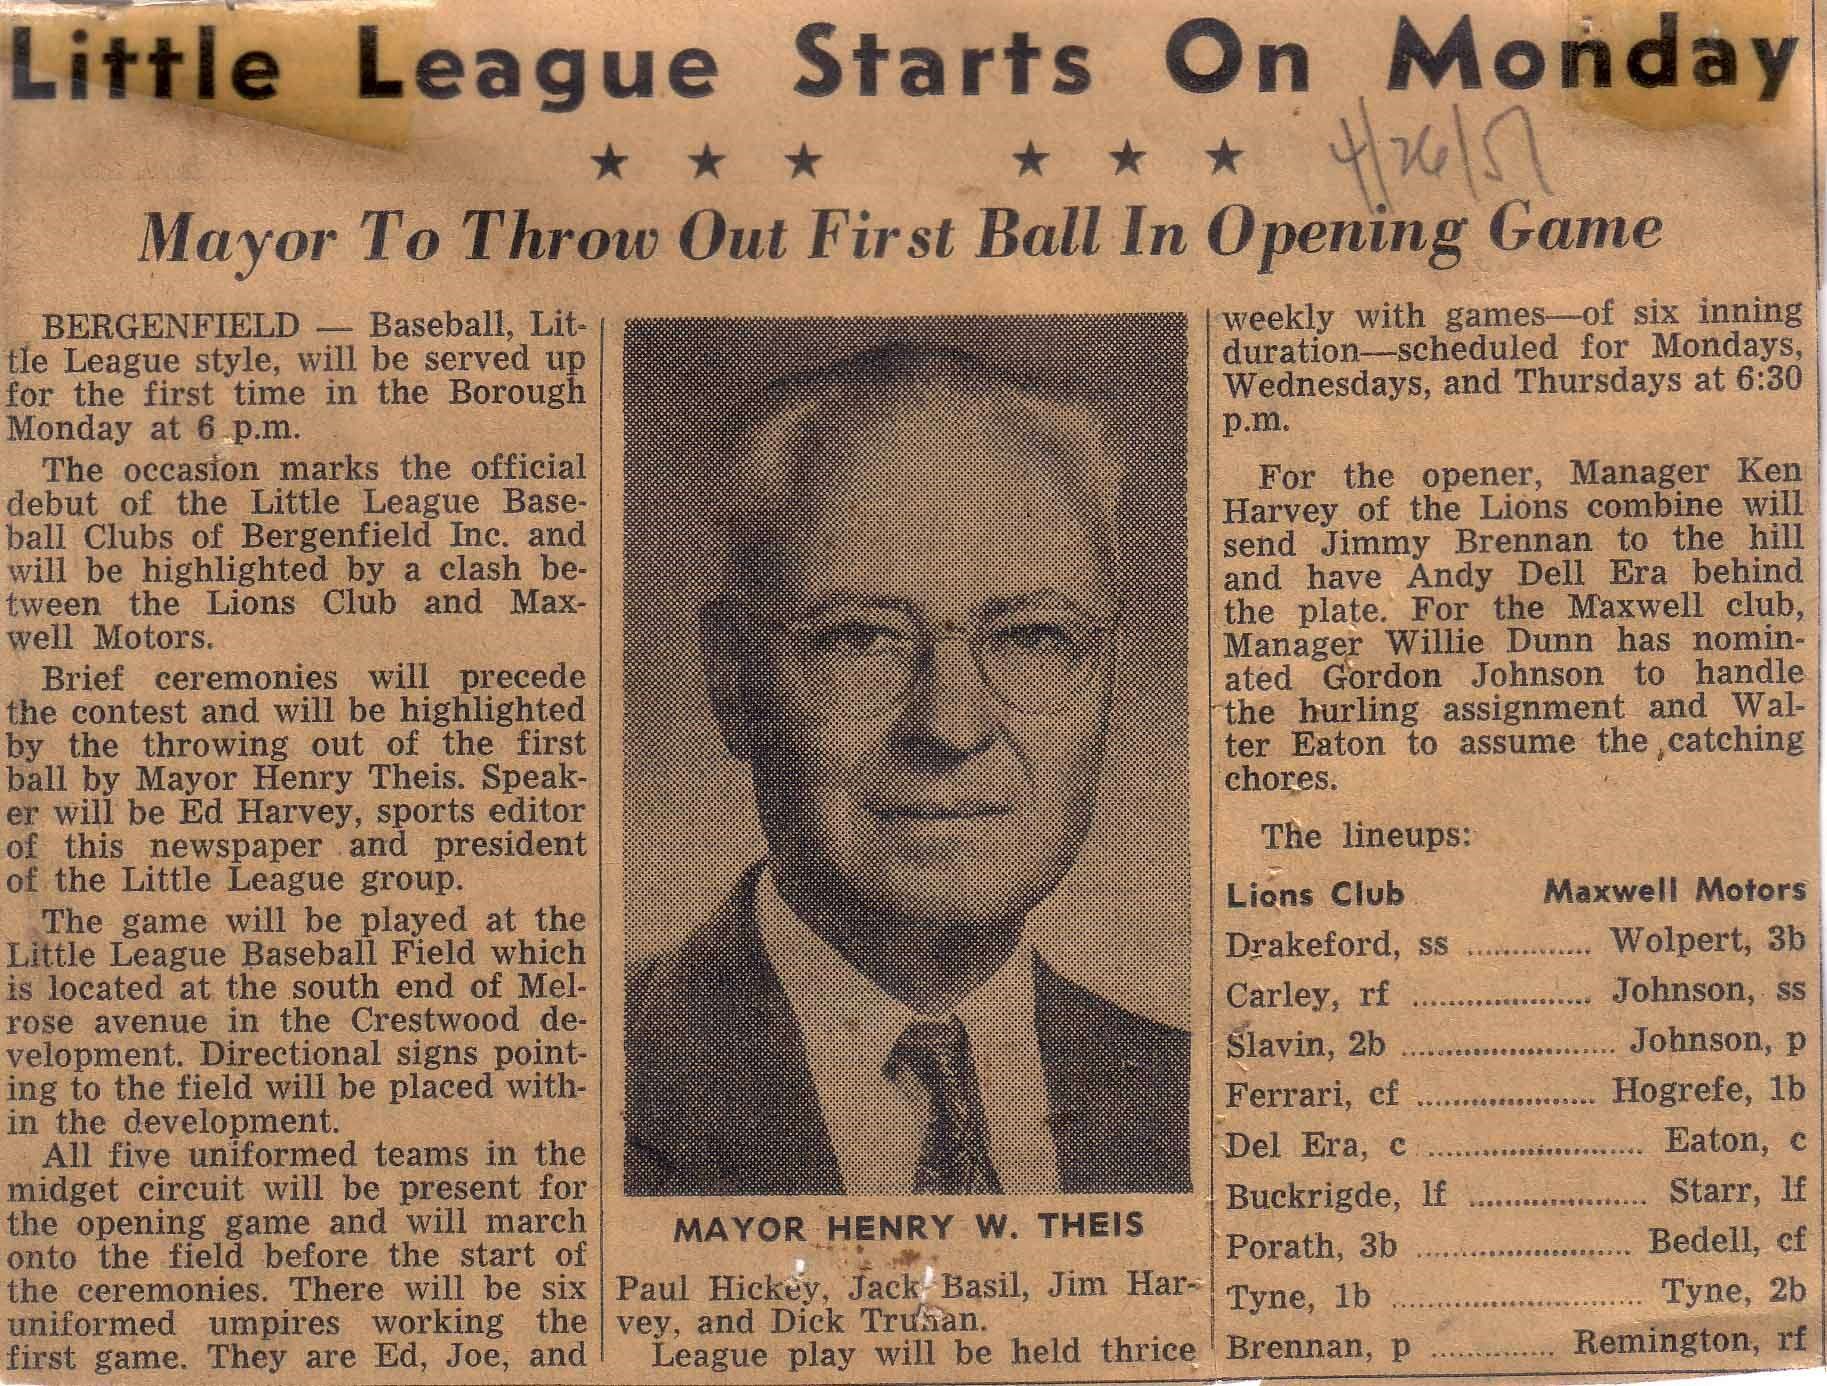 Little League Starts On Monday
★ ★ ★ ★ ★ ★
4/26/51
Mayor To Throw Out First Ball In Opening Game
BERGENFIELD — Baseball, Lit-
tle League style, will be served up
for the first time in the Borough
Monday at 6 p.m.
The occasion marks the official
debut of the Little League Base-
ball Clubs of Bergenfield Inc. and
will be highlighted by a clash be-
tween the Lions Club and Max-
well Motors.
Brief ceremonies will precede
the contest and will be highlighted
by the throwing out of the first
ball by Mayor Henry Theis. Speak-
er will be Ed Harvey, sports editor
of this newspaper and president
of the Little League group.
The game will be played at the
Little League Baseball Field which
is located at the south end of Mel-
rose avenue in the Crestwood de-
velopment. Directional signs point-
ing to the field will be placed with-
in the development.
All five uniformed teams in the
midget circuit will be present for
the opening game and will march
onto the field before the start of
the ceremonies. There will be six
uniformed umpires working the
first game. They are Ed, Joe, and
MAYOR HENRY W. THEIS
Paul Hickey, Jack Basil, Jim Har-
vey, and Dick Truhan.
League play will be held thrice
weekly with games—of six inning
duration—scheduled for Mondays,
Wednesdays, and Thursdays at 6:30
p.m.
For the opener, Manager Ken
Harvey of the Lions combine will
send Jimmy Brennan to the hill
and have Andy Dell Era behind
the plate. For the Maxwell club,
Manager Willie Dunn has nomin-
ated Gordon Johnson to handle
the hurling assignment and Wal-
ter Eaton to assume the catching
chores.
The lineups:
Lions Club Maxwell Motors
Drakeford, ss .............. Wolpert, 3b
Carley, rf ..................... Johnson, ss
Slavin, 2b ......................... Johnson, p
Ferrari, cf ..................... Hogrefe, 1b
Del Era, c ......................... Eaton, c
Buckrigde, lf ..................... Starr, lf
Porath, 3b ......................... Bedell, cf
Tyne, 1b ............................. Tyne, 2b
Brennan, p .............. Remington, rf